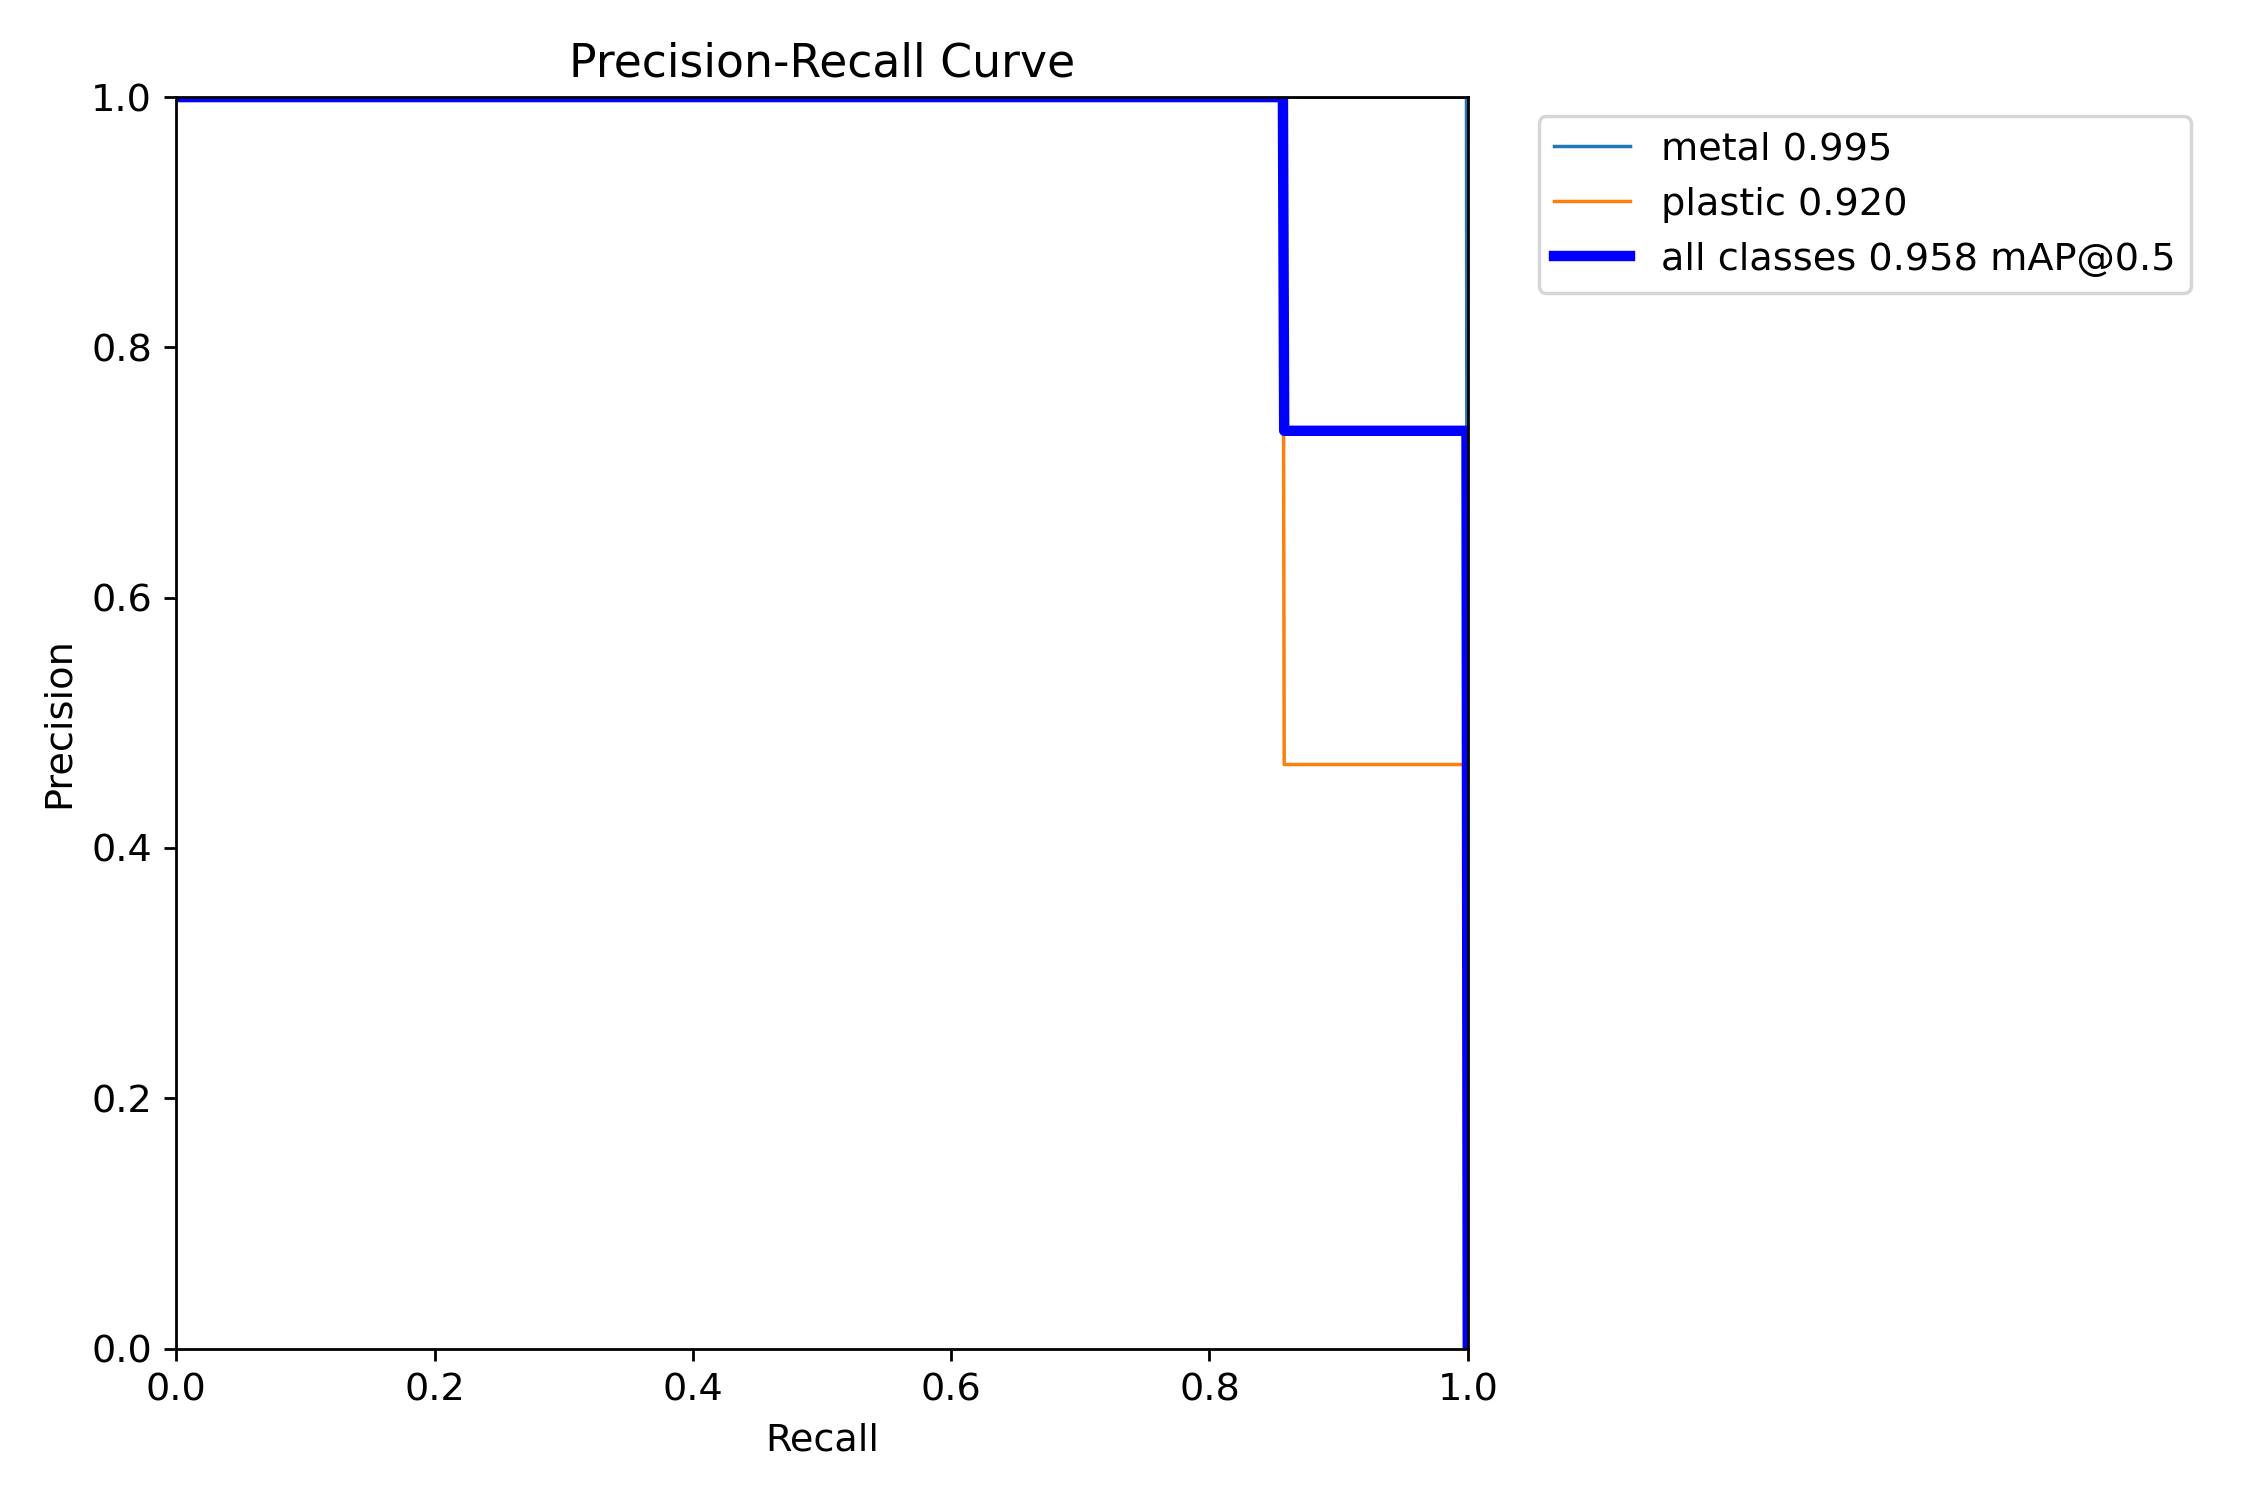 Precision-Recall Curve
1.0
0.8
0.6
0.4
0.2
0.0
Precision
0.0 0.2 0.4 0.6 0.8 1.0
Recall
metal 0.995
plastic 0.920
all classes 0.958 mAP@0.5